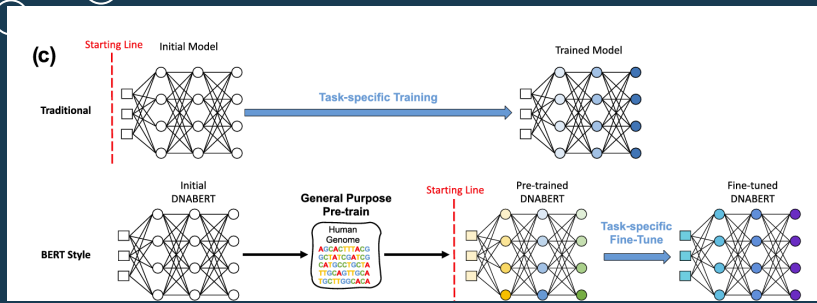 (c)
Starting Line
Initial Model
Trained Model
Traditional
Task-specific Training
Initial
DNABERT
General Purpose
Pre-train
Starting Line
Pre-trained
DNABERT
Fine-tuned
DNABERT
BERT Style
Human
Genome
AGCACTTTACG
GCTATCGATCG
CATGCCTGCTA
TTGCAGTTGCA
TGCTTGGCACA
Task-specific
Fine-Tune